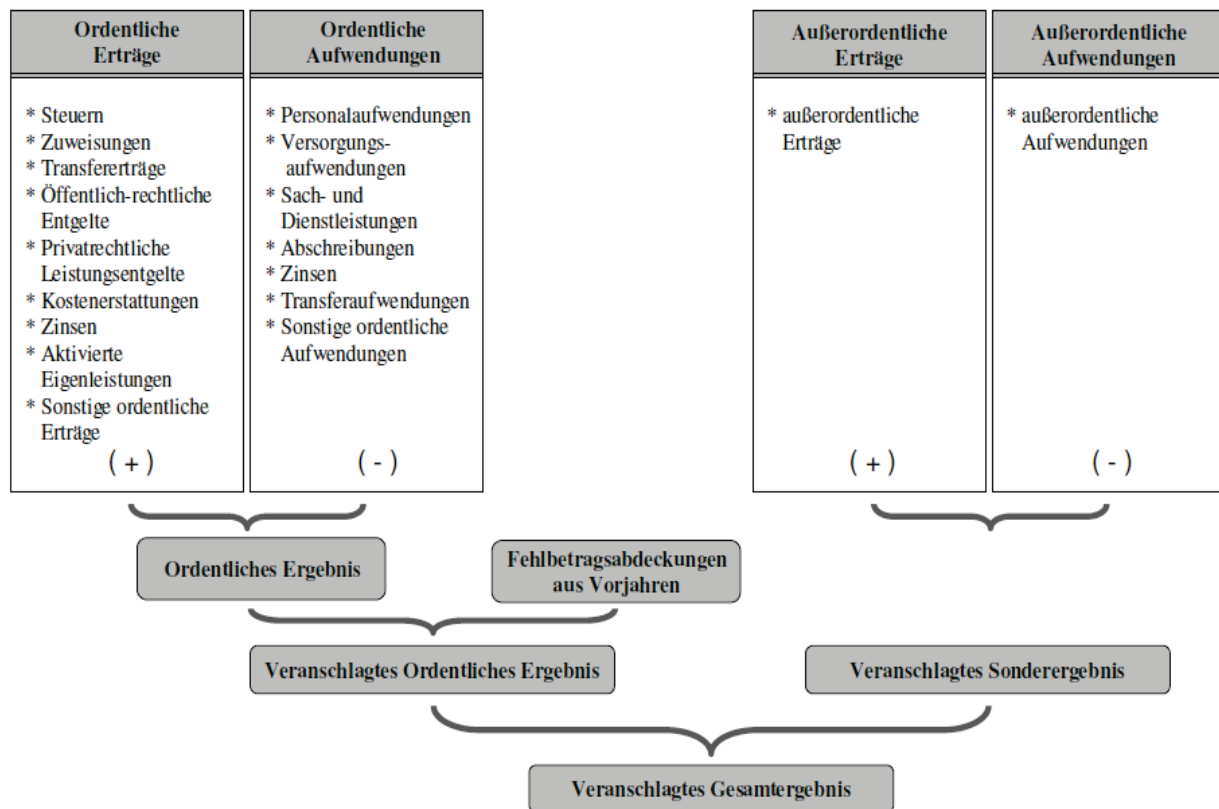 Ordentliche
Erträge
* Steuern
* Zuweisungen
* Transfererträge
* Öffentlich-rechtliche
Entgelte
* Privatrechtliche
Leistungsentgelte
* Kostenerstattungen
* Zinsen
* Aktivierte
Eigenleistungen
* Sonstige ordentliche
Erträge
( + )
Ordentliche
Aufwendungen
* Personalaufwendungen
* Versorgungs-
aufwendungen
* Sach- und
Dienstleistungen
* Abschreibungen
* Zinsen
* Transferaufwendungen
* Sonstige ordentliche
Aufwendungen
( - )
Außerordentliche
Erträge
* außerordentliche
Erträge
( + )
Außerordentliche
Aufwendungen
* außerordentliche
Aufwendungen
( - )
Ordentliches Ergebnis
Fehlbetragsabdeckungen
aus Vorjahren
Veranschlagtes Ordentliches Ergebnis
Veranschlagtes Sonderergebnis
Veranschlagtes Gesamtergebnis